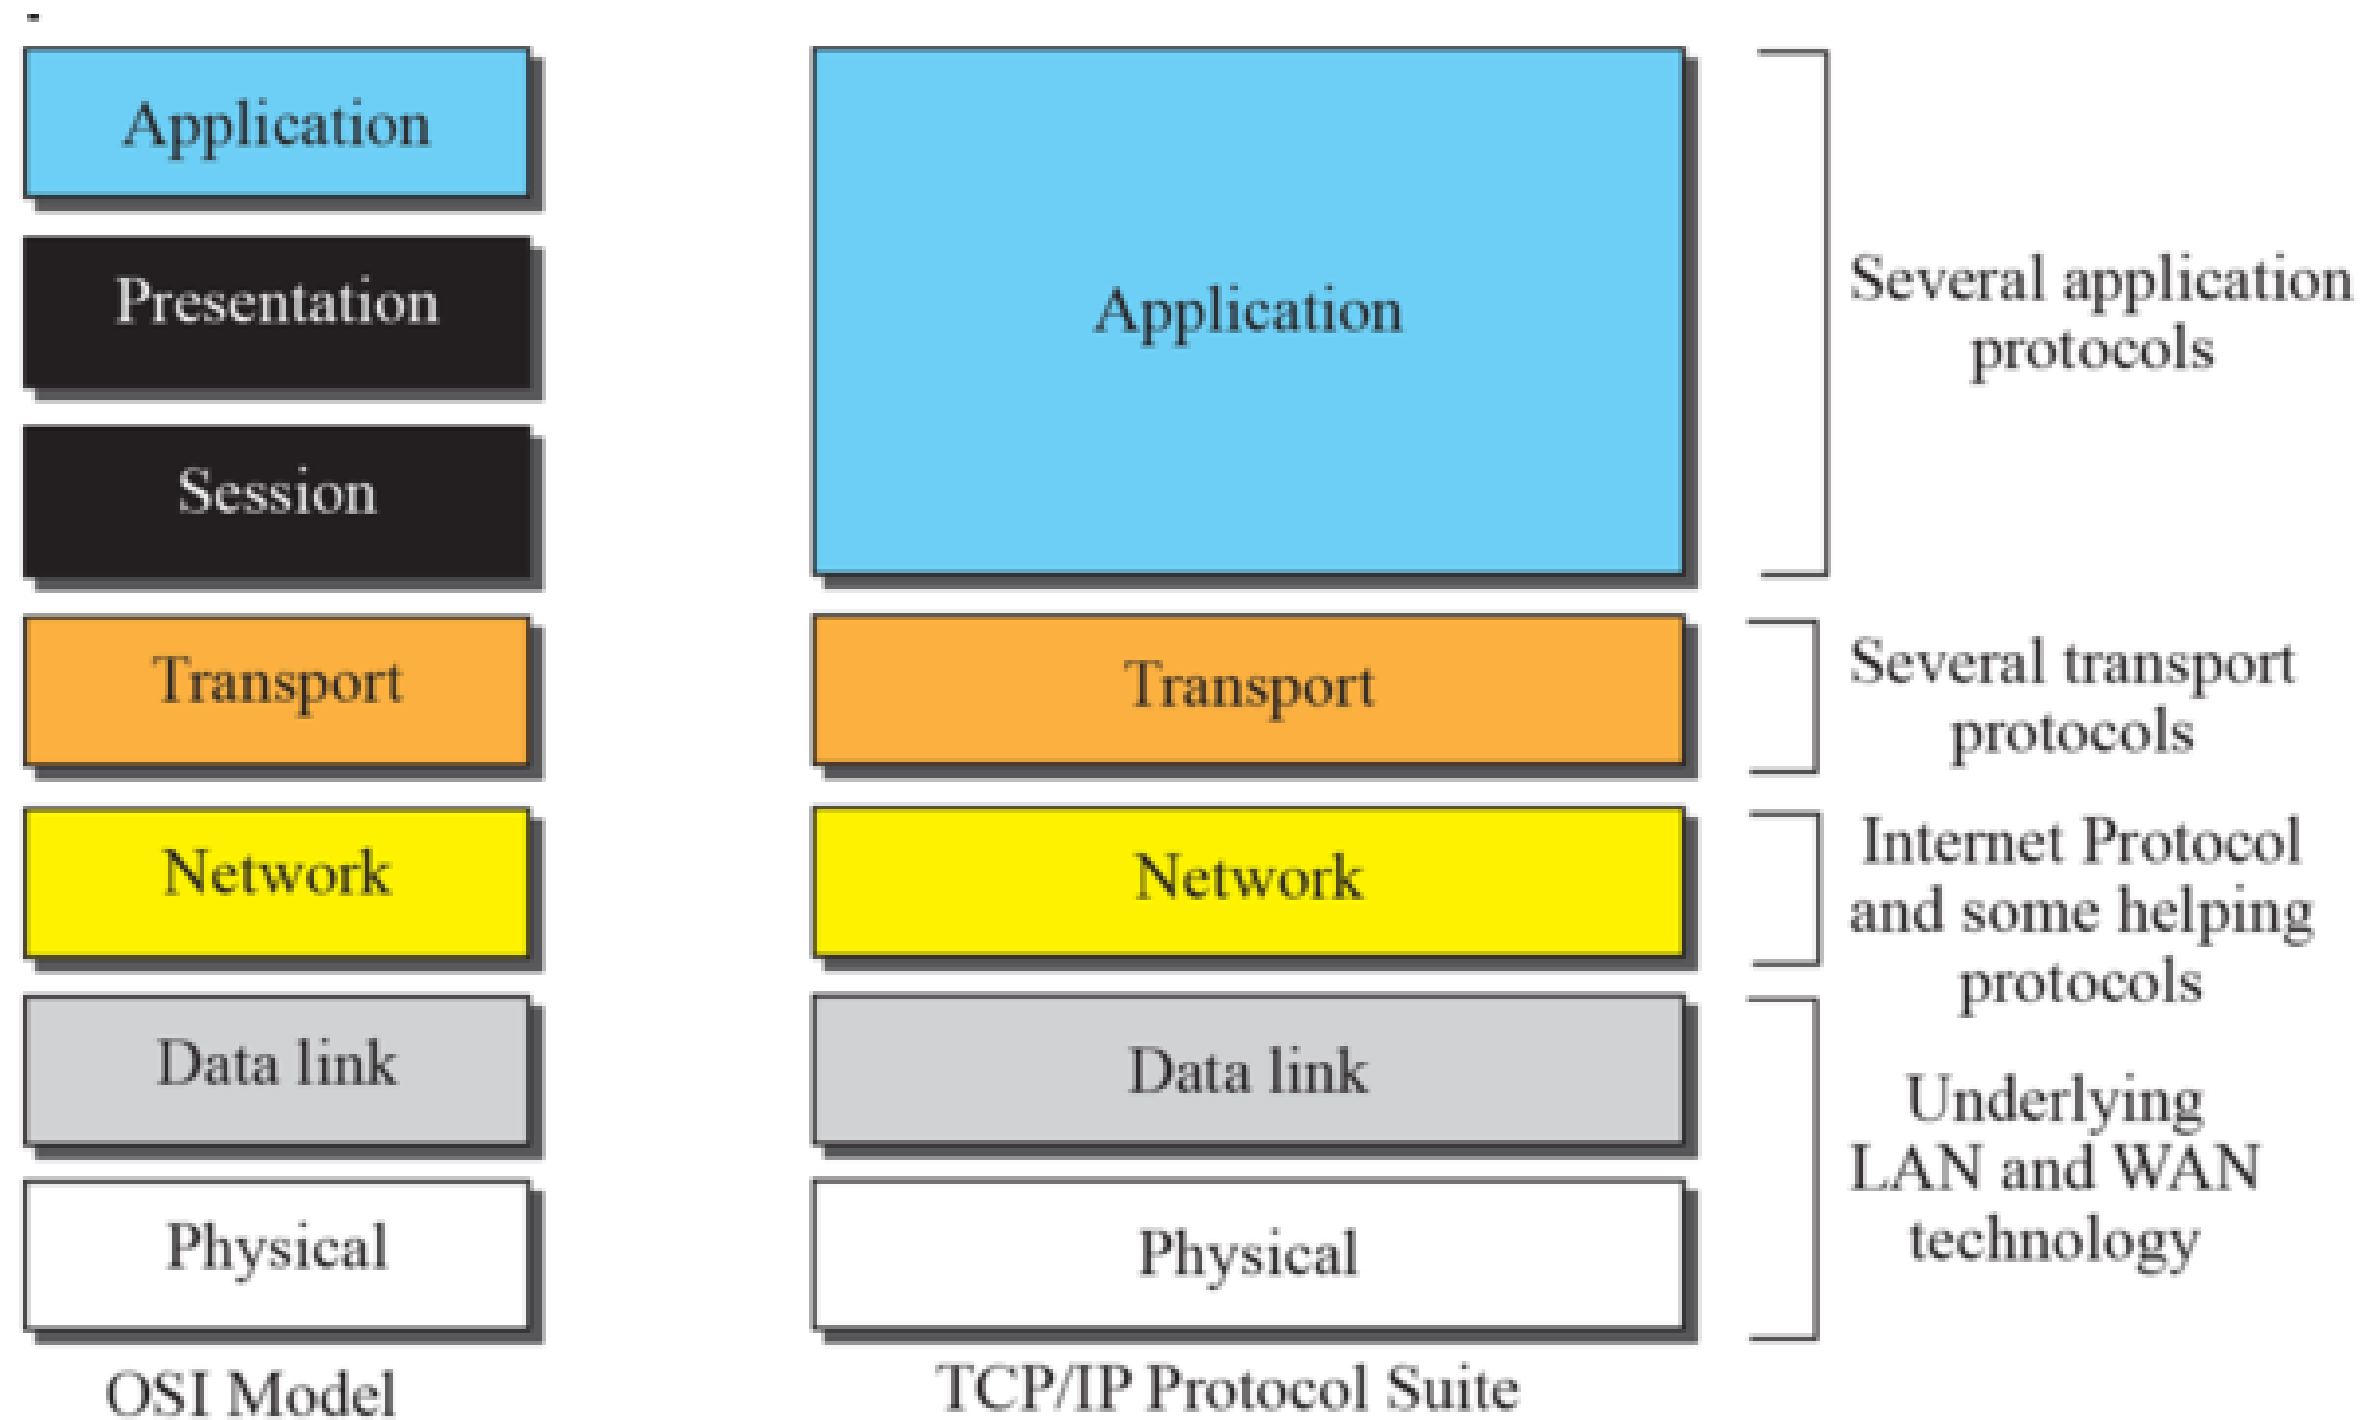 Application
Presentation
Session
Transport
Network
Data link
Physical
OSI Model
Application
Transport
Network
Data link
Physical
TCP/IP Protocol Suite
Several application
protocols
Several transport
protocols
Internet Protocol
and some helping
protocols
Underlying
LAN and WAN
technology